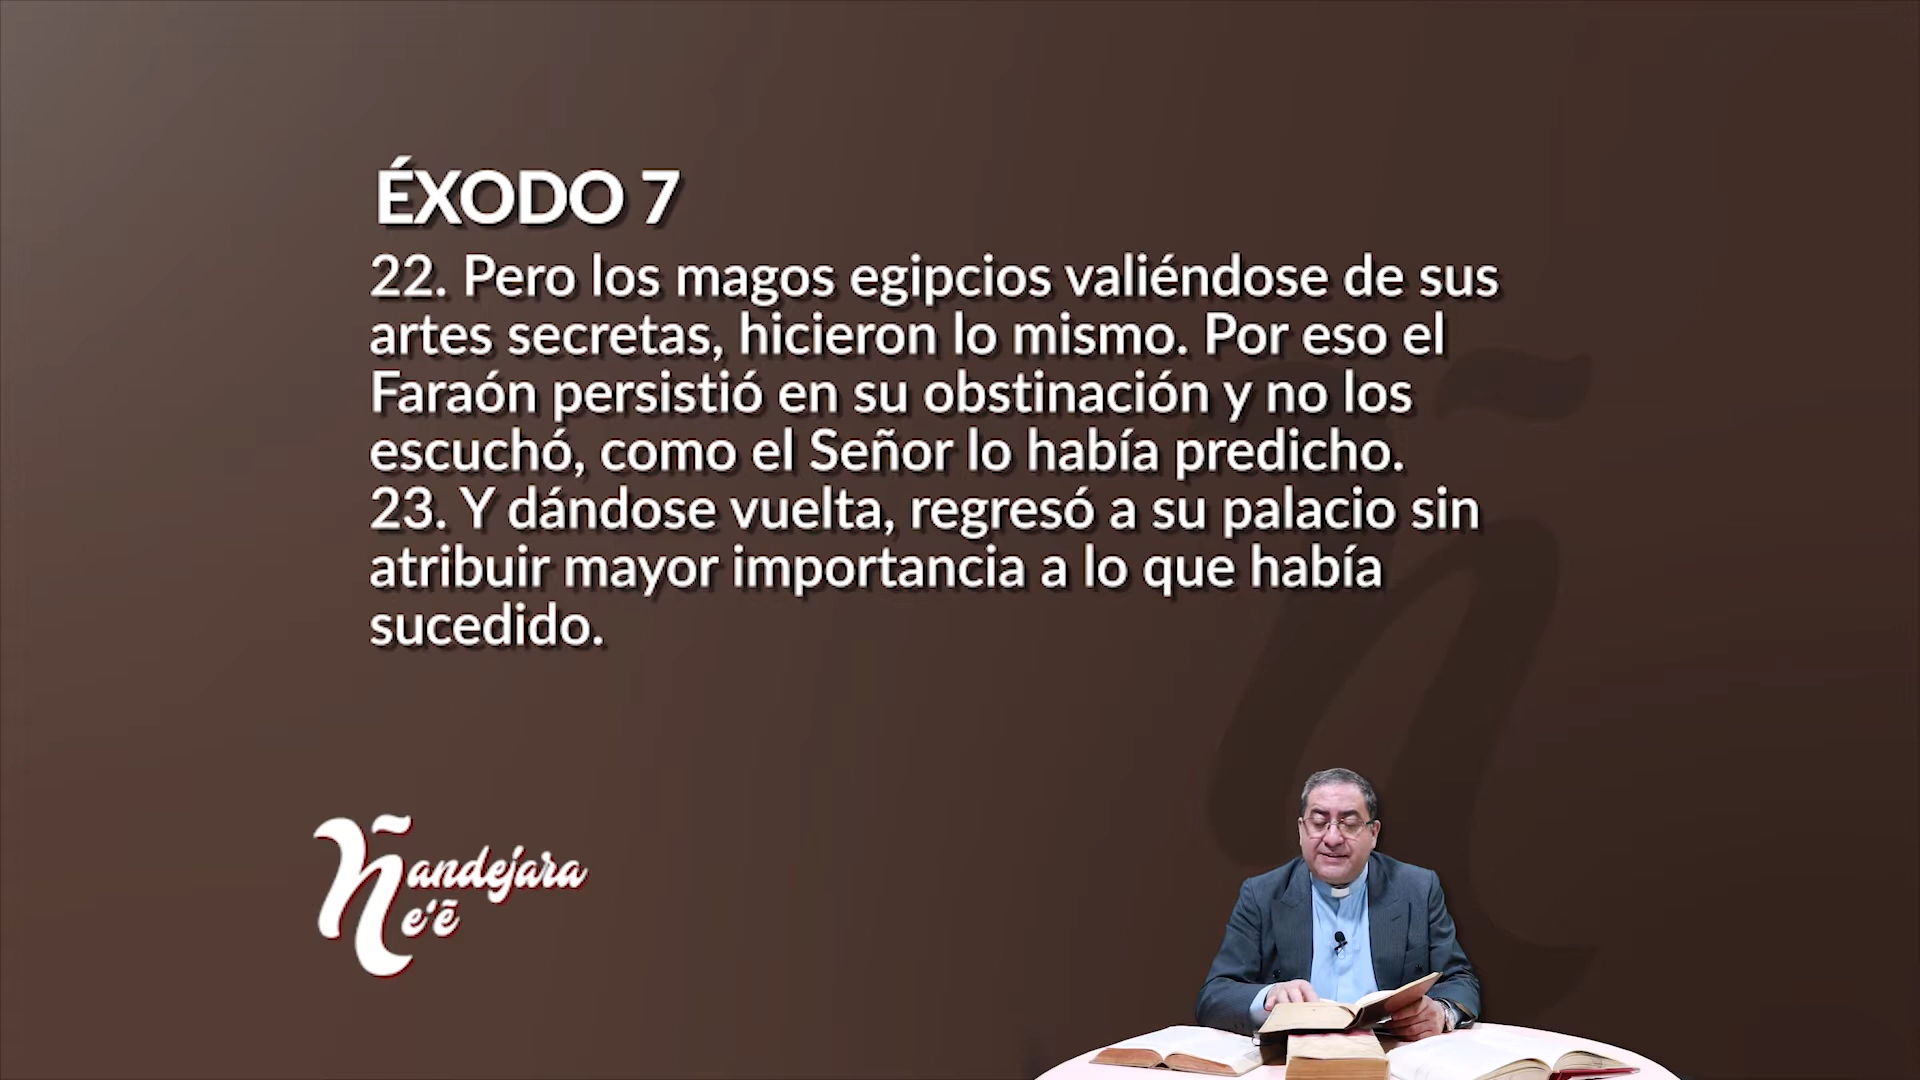 ÉXODO 7
22. Pero los magos egipcios valiéndose de sus
artes secretas, hicieron lo mismo. Por eso el
Faraón persistió en su obstinación y no los
escuchó, como el Señor lo había predicho.
23. Y dándose vuelta, regresó a su palacio sin
atribuir mayor importancia a lo que había
sucedido.
Ñandejara
Ñe'ẽ